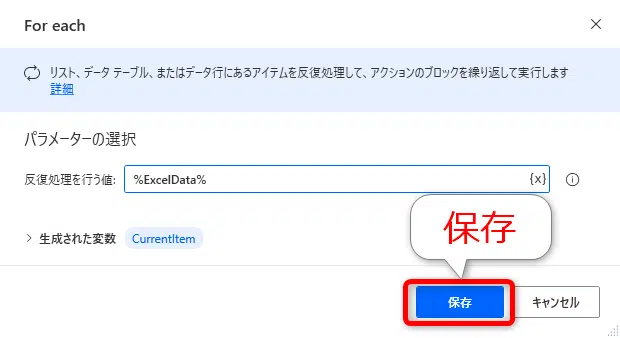 For each
リスト、データ テーブル、またはデータ行にあるアイテムを反復処理して、アクションのブロックを繰り返して実行します
詳細
パラメーターの選択
反復処理を行う値:
%ExcelData%
{x}
生成された変数
CurrentItem
保存
保存
キャンセル